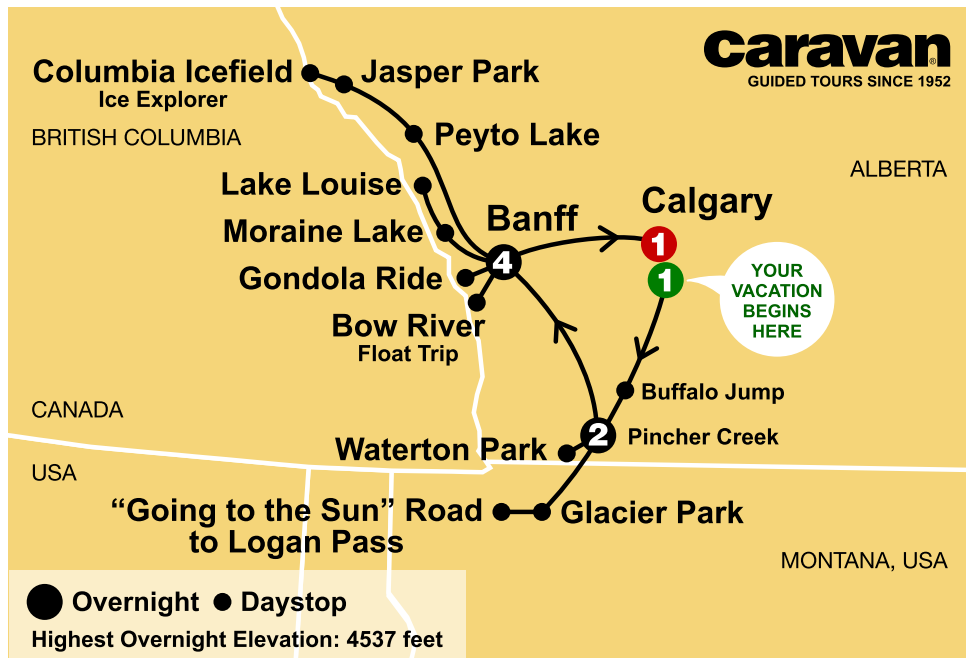 caravan®
GUIDED TOURS SINCE 1952
Columbia Icefield
Ice Explorer
Jasper Park
BRITISH COLUMBIA
Peyto Lake
ALBERTA
Lake Louise
Calgary
Banff
Moraine Lake
1
4
Gondola Ride
1
YOUR
VACATION
BEGINS
HERE
Bow River
Float Trip
Buffalo Jump
CANADA
2
Pincher Creek
Waterton Park
USA
“Going to the Sun” Road
to Logan Pass
Glacier Park
MONTANA, USA
Overnight
Daystop
Highest Overnight Elevation: 4537 feet